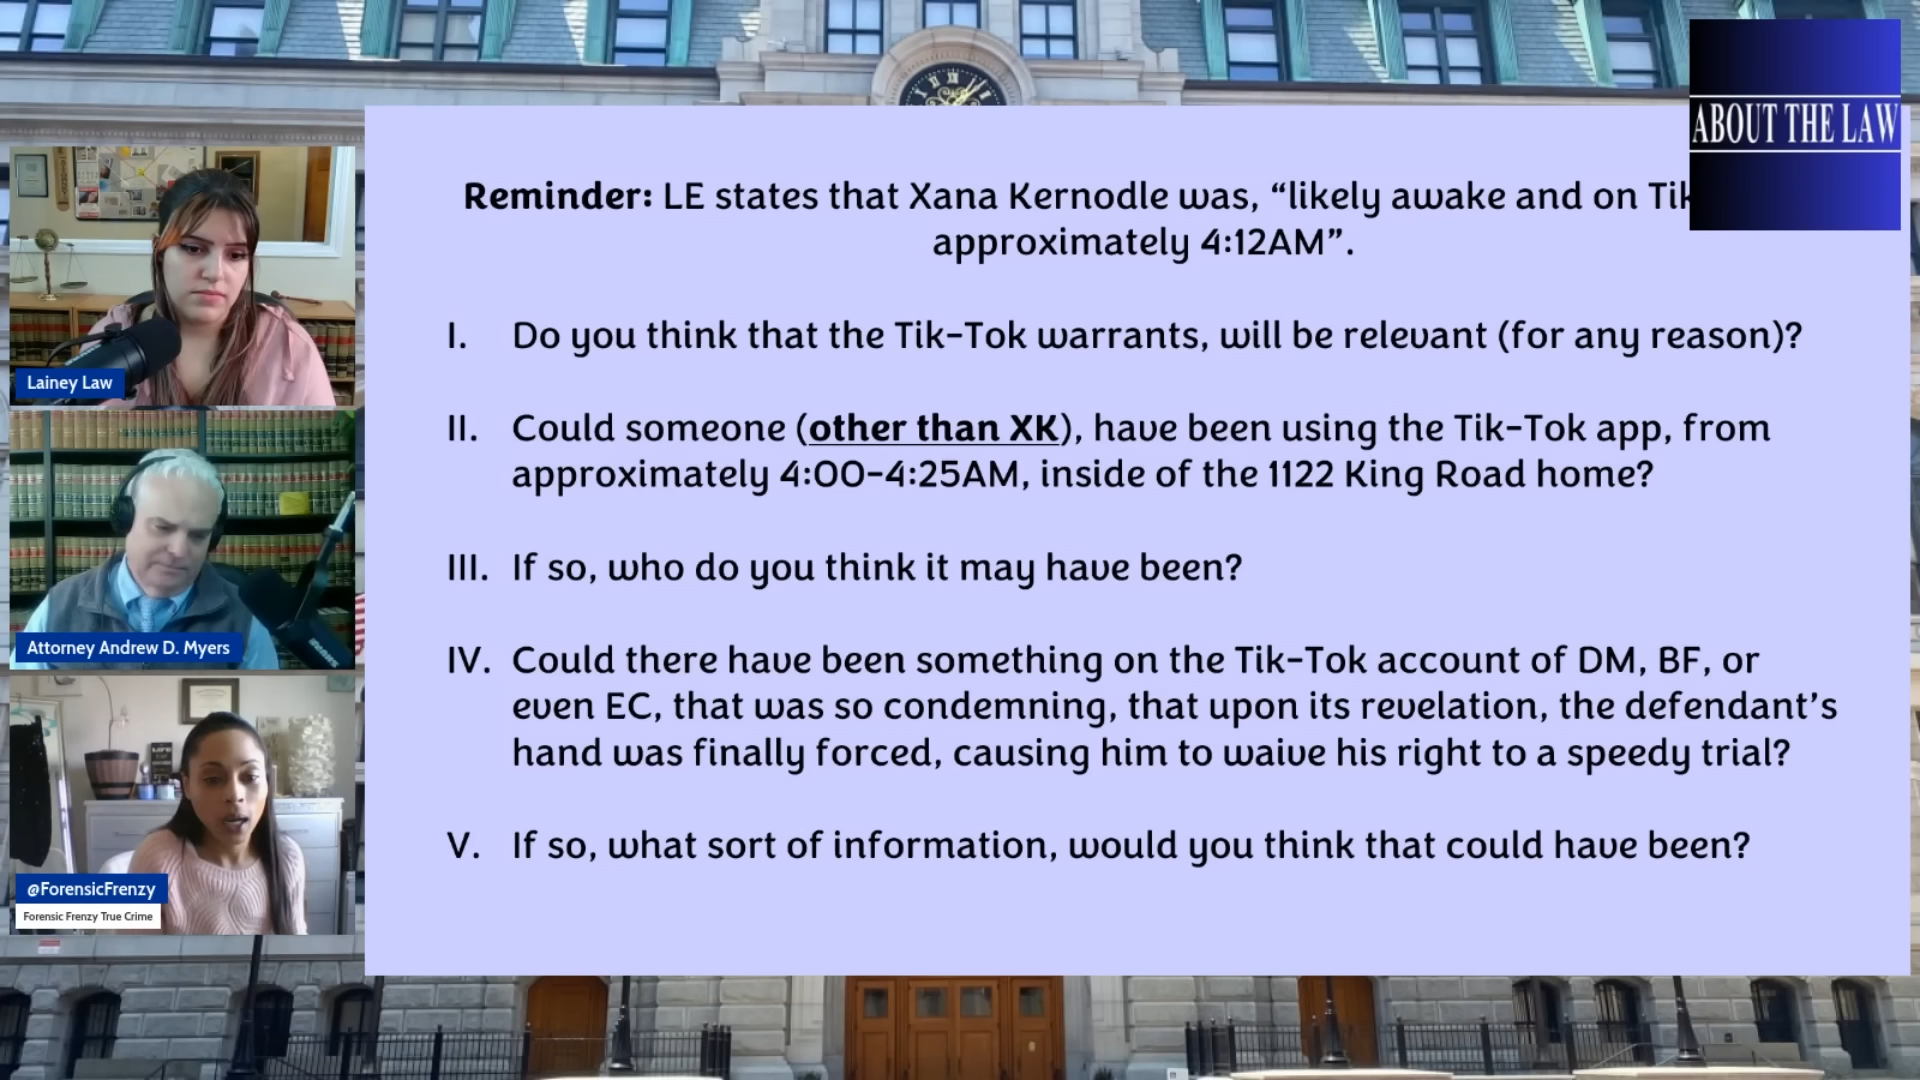 ABOUT THE LAW
Reminder: LE states that Xana Kernodle was, “likely awake and on Tik
approximately 4:12AM”.
I. Do you think that the Tik-Tok warrants, will be relevant (for any reason)?
II. Could someone (other than XK), have been using the Tik-Tok app, from
approximately 4:00-4:25AM, inside of the 1122 King Road home?
III. If so, who do you think it may have been?
IV. Could there have been something on the Tik-Tok account of DM, BF, or
even EC, that was so condemning, that upon its revelation, the defendant’s
hand was finally forced, causing him to waive his right to a speedy trial?
V. If so, what sort of information, would you think that could have been?
Lainey Law
Attorney Andrew D. Myers
@ForensicFrenzy
Forensic Frenzy True Crime